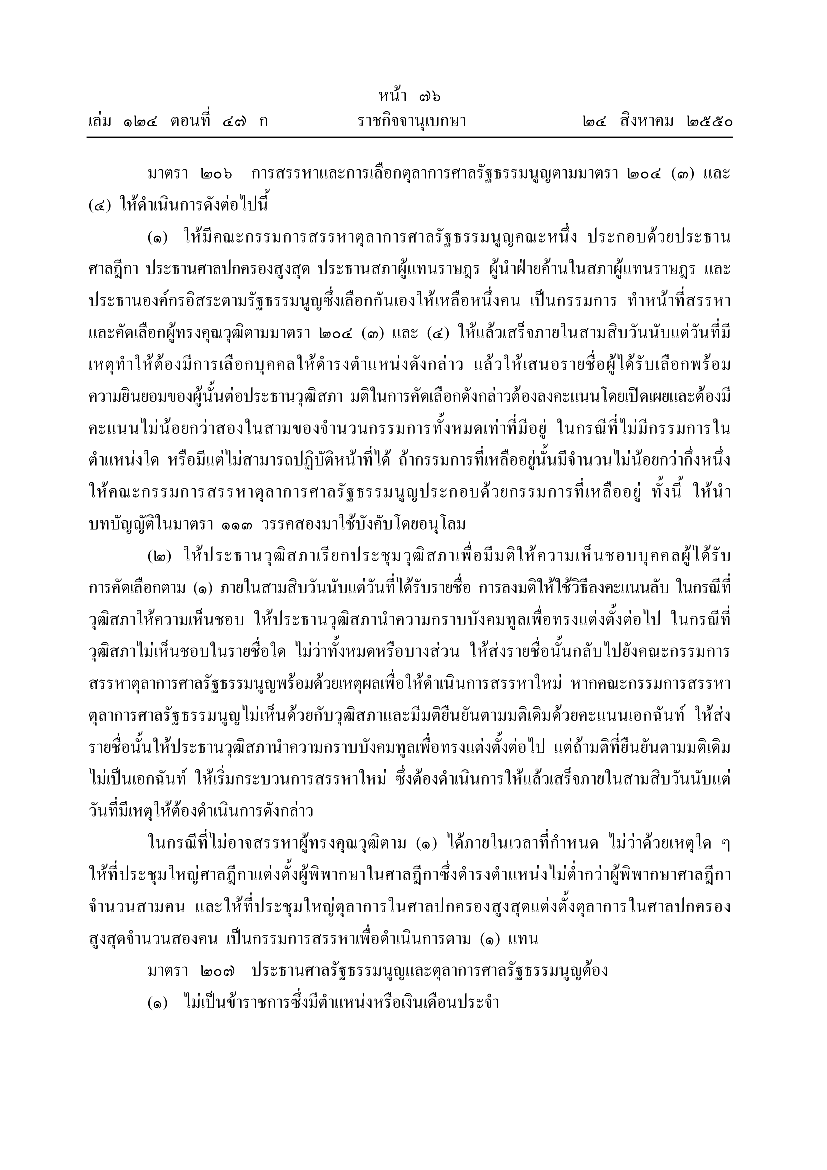 หน้า ๗๖
เล่ม ๑๒๔ ตอนที่ ๔๗ ก ราชกิจจานุเบกษา ๒๔ สิงหาคม ๒๕๕๐
มาตรา ๒๐๖ การสรรหาและการเลือกตุลาการศาลรัฐธรรมนูญตามมาตรา ๒๐๔ (๓) และ
(๔) ให้ดำเนินการดังต่อไปนี้
(๑) ให้มีคณะกรรมการสรรหาตุลาการศาลรัฐธรรมนูญคณะหนึ่ง ประกอบด้วยประธาน
ศาลฎีกา ประธานศาลปกครองสูงสุด ประธานสภาผู้แทนราษฎร ผู้นำฝ่ายค้านในสภาผู้แทนราษฎร และ
ประธานองค์กรอิสระตามรัฐธรรมนูญซึ่งเลือกกันเองให้เหลือหนึ่งคน เป็นกรรมการ ทำหน้าที่สรรหา
และคัดเลือกผู้ทรงคุณวุฒิตามมาตรา ๒๐๔ (๓) และ (๔) ให้แล้วเสร็จภายในสามสิบวันนับแต่วันที่มี
เหตุทำให้ต้องมีการเลือกบุคคลให้ดำรงตำแหน่งดังกล่าว แล้วให้เสนอรายชื่อผู้ได้รับเลือกพร้อม
ความยินยอมของผู้นั้นต่อประธานวุฒิสภา มติในการคัดเลือกดังกล่าวต้องลงคะแนนโดยเปิดเผยและต้องมี
คะแนนไม่น้อยกว่าสองในสามของจำนวนกรรมการทั้งหมดเท่าที่มีอยู่ ในกรณีที่ไม่มีกรรมการใน
ตำแหน่งใด หรือมีแต่ไม่สามารถปฏิบัติหน้าที่ได้ ถ้ากรรมการที่เหลืออยู่นั้นมีจำนวนไม่น้อยกว่ากึ่งหนึ่ง
ให้คณะกรรมการสรรหาตุลาการศาลรัฐธรรมนูญประกอบด้วยกรรมการที่เหลืออยู่ ทั้งนี้ ให้นำ
บทบัญญัติในมาตรา ๑๑๓ วรรคสองมาใช้บังคับโดยอนุโลม
(๒) ให้ประธานวุฒิสภาเรียกประชุมวุฒิสภาเพื่อมีมติให้ความเห็นชอบบุคคลผู้ได้รับ
การคัดเลือกตาม (๑) ภายในสามสิบวันนับแต่วันที่ได้รับรายชื่อ การลงมติให้ใช้วิธีลงคะแนนลับ ในกรณีที่
วุฒิสภาให้ความเห็นชอบ ให้ประธานวุฒิสภานำความกราบบังคมทูลเพื่อทรงแต่งตั้งต่อไป ในกรณีที่
วุฒิสภาไม่เห็นชอบในรายชื่อใด ไม่ว่าทั้งหมดหรือบางส่วน ให้ส่งรายชื่อนั้นกลับไปยังคณะกรรมการ
สรรหาตุลาการศาลรัฐธรรมนูญพร้อมด้วยเหตุผลเพื่อให้ดำเนินการสรรหาใหม่ หากคณะกรรมการสรรหา
ตุลาการศาลรัฐธรรมนูญไม่เห็นด้วยกับวุฒิสภาและมีมติยืนยันตามมติเดิมด้วยคะแนนเอกฉันท์ ให้ส่ง
รายชื่อนั้นให้ประธานวุฒิสภานำความกราบบังคมทูลเพื่อทรงแต่งตั้งต่อไป แต่ถ้ามติที่ยืนยันตามมติเดิม
ไม่เป็นเอกฉันท์ ให้เริ่มกระบวนการสรรหาใหม่ ซึ่งต้องดำเนินการให้แล้วเสร็จภายในสามสิบวันนับแต่
วันที่มีเหตุให้ต้องดำเนินการดังกล่าว
ในกรณีที่ไม่อาจสรรหาผู้ทรงคุณวุฒิตาม (๑) ได้ภายในเวลาที่กำหนด ไม่ว่าด้วยเหตุใด ๆ
ให้ที่ประชุมใหญ่ศาลฎีกาแต่งตั้งผู้พิพากษาในศาลฎีกาซึ่งดำรงตำแหน่งไม่ต่ำกว่าผู้พิพากษาศาลฎีกา
จำนวนสามคน และให้ที่ประชุมใหญ่ตุลาการในศาลปกครองสูงสุดแต่งตั้งตุลาการในศาลปกครอง
สูงสุดจำนวนสองคน เป็นกรรมการสรรหาเพื่อดำเนินการตาม (๑) แทน
มาตรา ๒๐๗ ประธานศาลรัฐธรรมนูญและตุลาการศาลรัฐธรรมนูญต้อง
(๑) ไม่เป็นข้าราชการซึ่งมีตำแหน่งหรือเงินเดือนประจำ